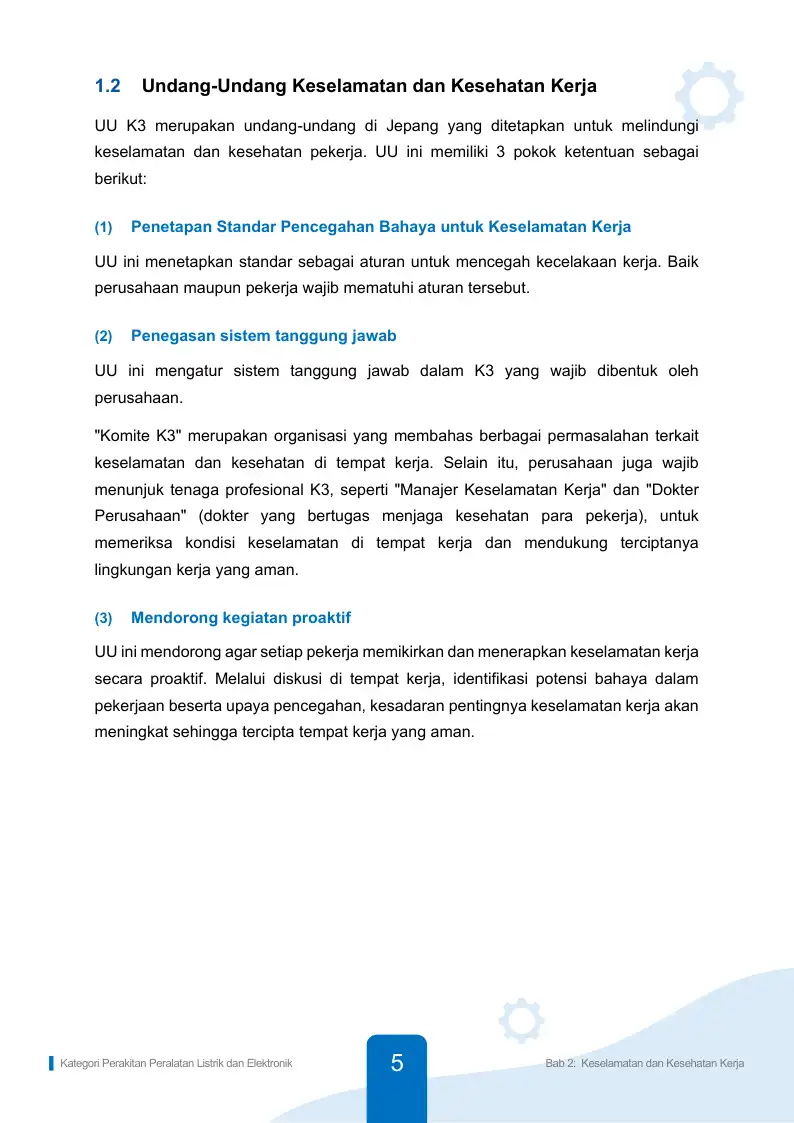 1.2 Undang-Undang Keselamatan dan Kesehatan Kerja
UU K3 merupakan undang-undang di Jepang yang ditetapkan untuk melindungi
keselamatan dan kesehatan pekerja. UU ini memiliki 3 pokok ketentuan sebagai
berikut:
(1) Penetapan Standar Pencegahan Bahaya untuk Keselamatan Kerja
UU ini menetapkan standar sebagai aturan untuk mencegah kecelakaan kerja. Baik
perusahaan maupun pekerja wajib mematuhi aturan tersebut.
(2) Penegasan sistem tanggung jawab
UU ini mengatur sistem tanggung jawab dalam K3 yang wajib dibentuk oleh
perusahaan.
"Komite K3" merupakan organisasi yang membahas berbagai permasalahan terkait
keselamatan dan kesehatan di tempat kerja. Selain itu, perusahaan juga wajib
menunjuk tenaga profesional K3, seperti "Manajer Keselamatan Kerja" dan "Dokter
Perusahaan" (dokter yang bertugas menjaga kesehatan para pekerja), untuk
memeriksa kondisi keselamatan di tempat kerja dan mendukung terciptanya
lingkungan kerja yang aman.
(3) Mendorong kegiatan proaktif
UU ini mendorong agar setiap pekerja memikirkan dan menerapkan keselamatan kerja
secara proaktif. Melalui diskusi di tempat kerja, identifikasi potensi bahaya dalam
pekerjaan beserta upaya pencegahan, kesadaran pentingnya keselamatan kerja akan
meningkat sehingga tercipta tempat kerja yang aman.
Kategori Perakitan Peralatan Listrik dan Elektronik
5
Bab 2: Keselamatan dan Kesehatan Kerja